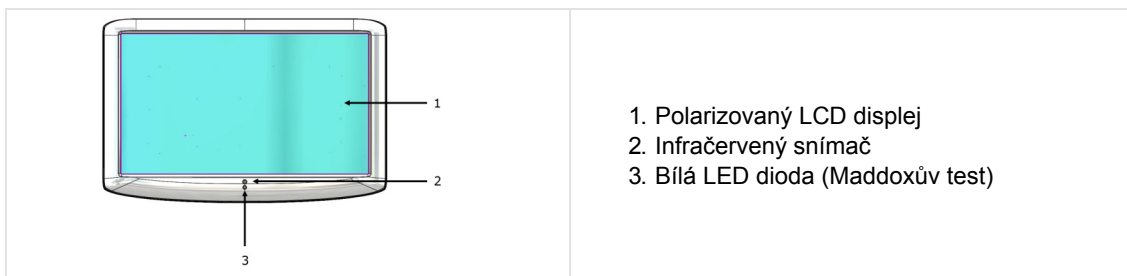 1
2
3
1. Polarizovaný LCD displej
2. Infračervený snímač
3. Bílá LED dioda (Maddoxův test)